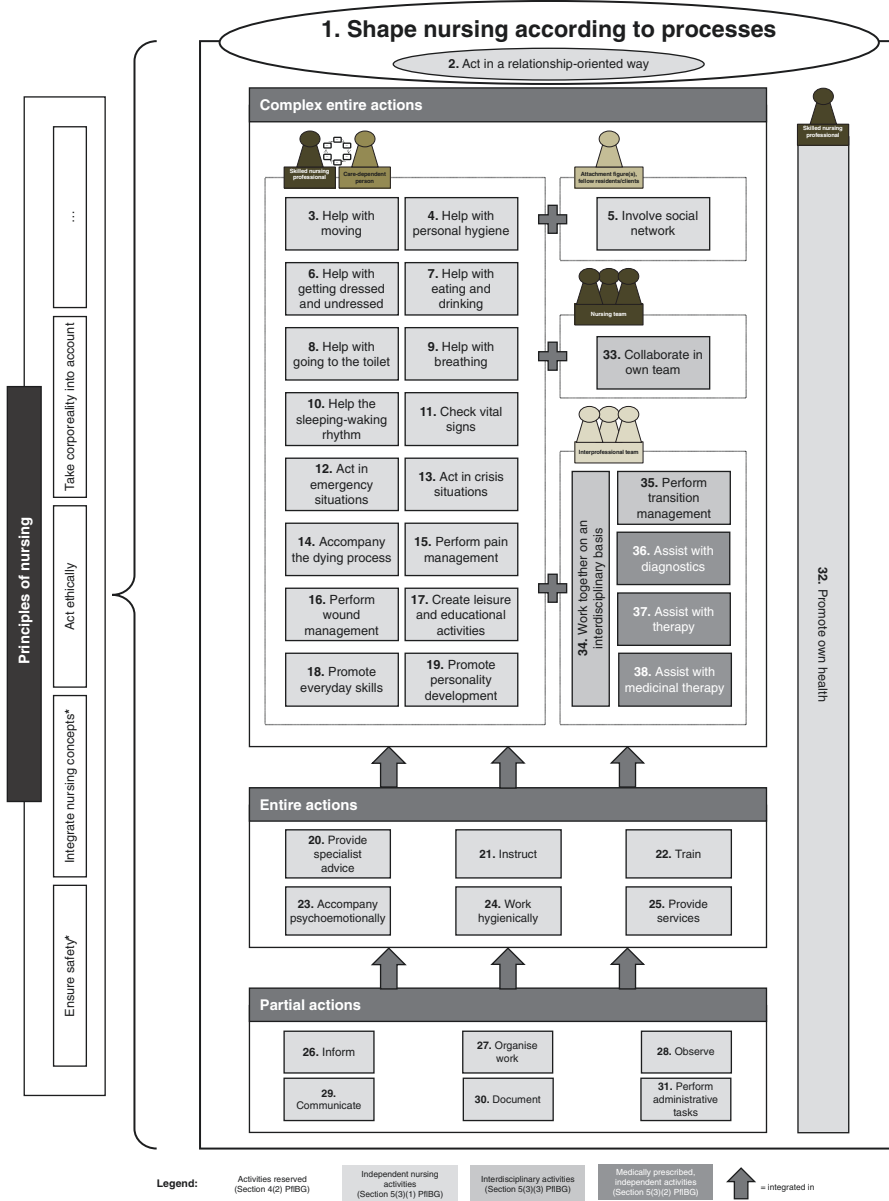 1. Shape nursing according to processes
2. Act in a relationship-oriented way
Complex entire actions
Skilled nursing
professional
Care-dependent
person
Attachment figure(s),
fellow residents/clients
Skilled nursing
professional
3. Help with
moving
4. Help with
personal hygiene
5. Involve social
network
6. Help with
getting dressed
and undressed
7. Help with
eating and
drinking
Nursing team
8. Help with
going to the toilet
9. Help with
breathing
33. Collaborate in
own team
10. Help the
sleeping-waking
rhythm
11. Check vital
signs
Interprofessional team
12. Act in
emergency
situations
13. Act in crisis
situations
14. Accompany
the dying process
15. Perform pain
management
16. Perform
wound
management
17. Create leisure
and educational
activities
18. Promote
everyday skills
19. Promote
personality
development
34. Work together on an
interdisciplinary basis
35. Perform
transition
management
36. Assist with
diagnostics
37. Assist with
therapy
38. Assist with
medicinal therapy
32. Promote own health
Entire actions
20. Provide
specialist
advice
21. Instruct
22. Train
23. Accompany
psychoemotionally
24. Work
hygienically
25. Provide
services
Partial actions
26. Inform
27. Organise
work
28. Observe
29.
Communicate
30. Document
31. Perform
administrative
tasks
Principles of nursing
...
Take corporeality into account
Act ethically
Integrate nursing concepts*
Ensure safety*
Legend:
Activities reserved
(Section 4(2) PflBG)
Independent nursing
activities
(Section 5(3)(1) PflBG)
Interdisciplinary activities
(Section 5(3)(3) PflBG)
Medically prescribed,
independent activities
(Section 5(3)(2) PflBG)
= integrated in